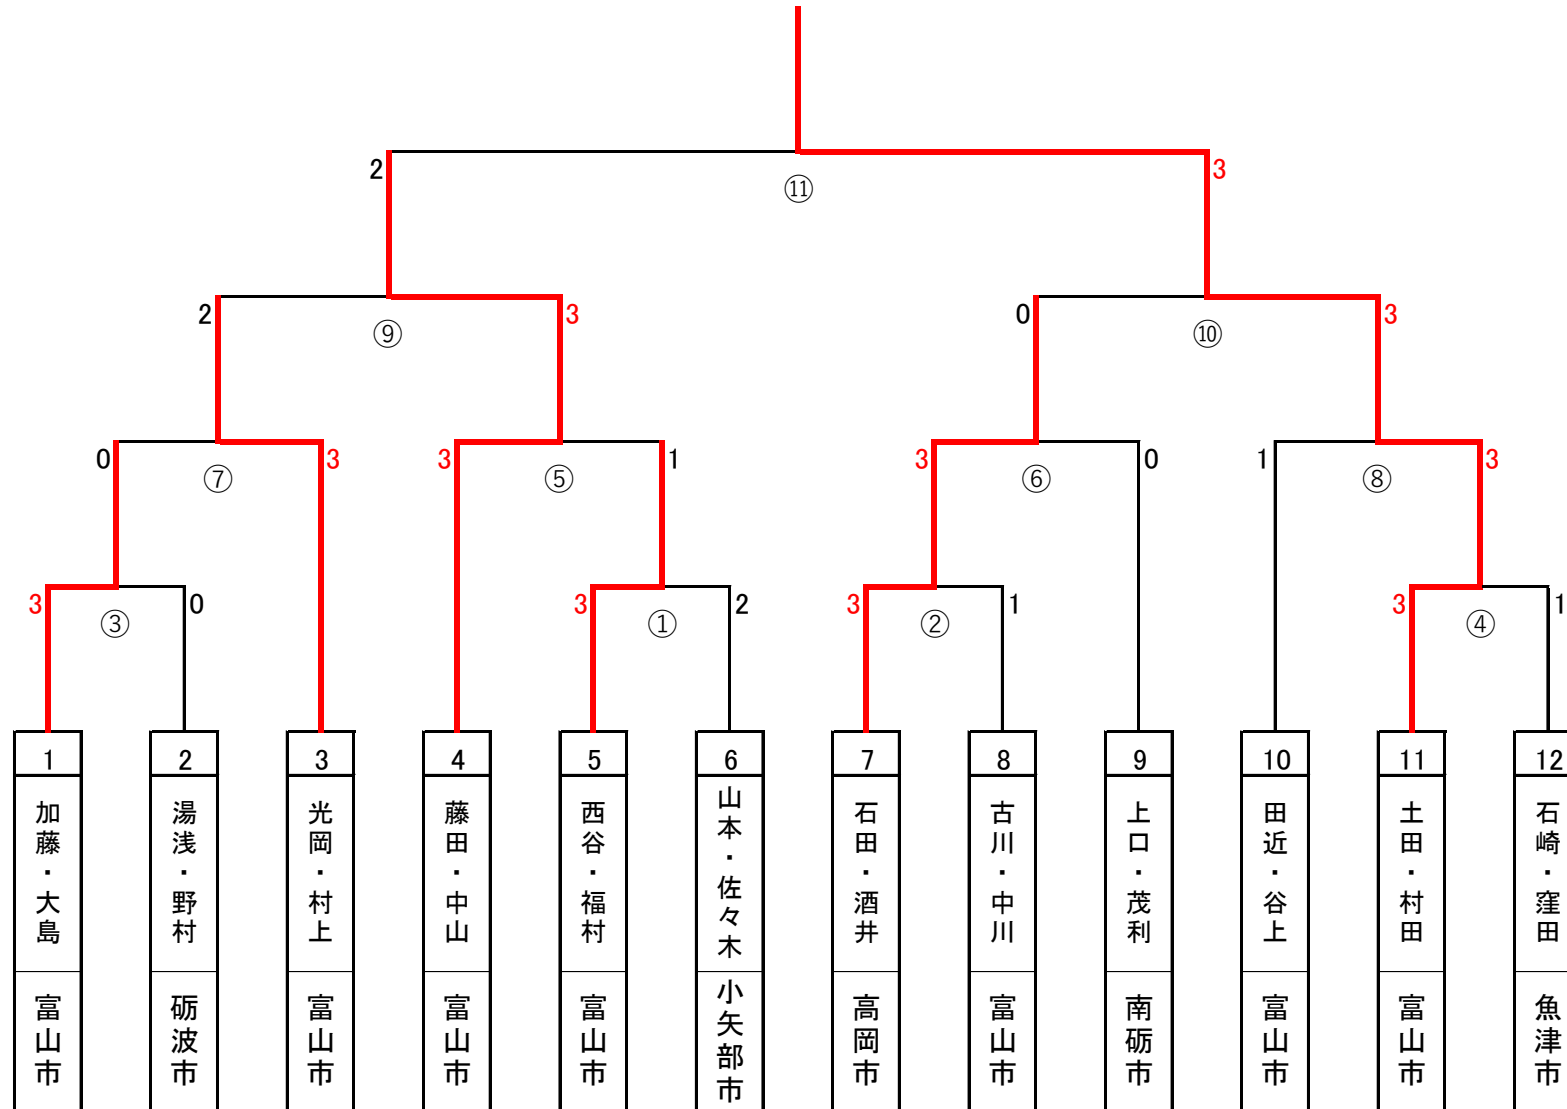 2
3
⑪
2
3
0
3
⑨
⑩
0
3
3
1
3
0
1
3
⑦
⑤
⑥
⑧
3
0
3
2
3
1
3
1
③
①
②
④
1
2
3
4
5
6
7
8
9
10
11
12
加藤・大島
湯浅・野村
光岡・村上
藤田・中山
西谷・福村
山本・佐々木
石田・酒井
古川・中川
上口・茂利
田近・谷上
土田・村田
石崎・窪田
富山市
砺波市
富山市
富山市
富山市
小矢部市
高岡市
富山市
南砺市
富山市
富山市
魚津市